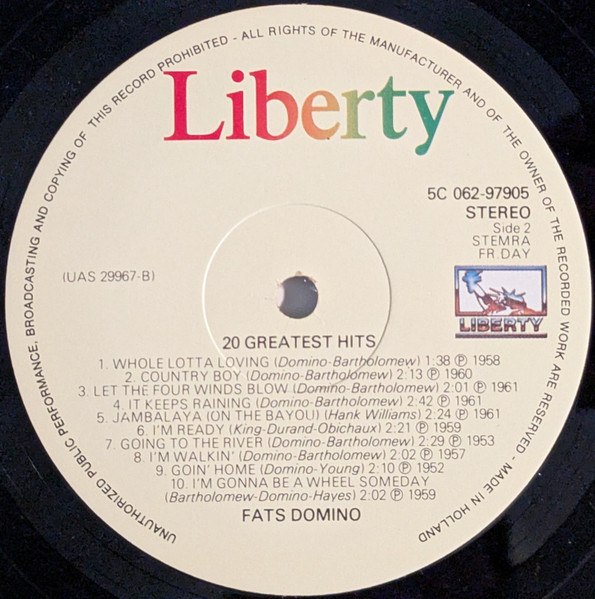 UNAUTHORIZED PUBLIC PERFORMANCE, BROADCASTING AND COPYING OF THIS RECORD PROHIBITED - ALL RIGHTS OF THE MANUFACTURER AND OF THE OWNER OF THE RECORDED WORK ARE RESERVED - MADE IN HOLLAND
Liberty
5C 062-97905
STEREO
Side 2
STEMRA
FR.DAY
(UAS 29967-B)
LIBERTY
20 GREATEST HITS
1. WHOLE LOTTA LOVING (Domino-Bartholomew) 1:38 Ⓟ 1958
2. COUNTRY BOY (Domino-Bartholomew) 2:13 Ⓟ 1960
3. LET THE FOUR WINDS BLOW (Domino-Bartholomew) 2:01 Ⓟ 1961
4. IT KEEPS RAINING (Domino-Bartholomew) 2:42 Ⓟ 1961
5. JAMBALAYA (ON THE BAYOU) (Hank Williams) 2:24 Ⓟ 1961
6. I'M READY (King-Durand-Obichaux) 2:21 Ⓟ 1959
7. GOING TO THE RIVER (Domino-Bartholomew) 2:29 Ⓟ 1953
8. I'M WALKIN' (Domino-Bartholomew) 2:02 Ⓟ 1957
9. GOIN' HOME (Domino-Young) 2:10 Ⓟ 1952
10. I'M GONNA BE A WHEEL SOMEDAY
(Bartholomew-Domino-Hayes) 2:02 Ⓟ 1959
FATS DOMINO